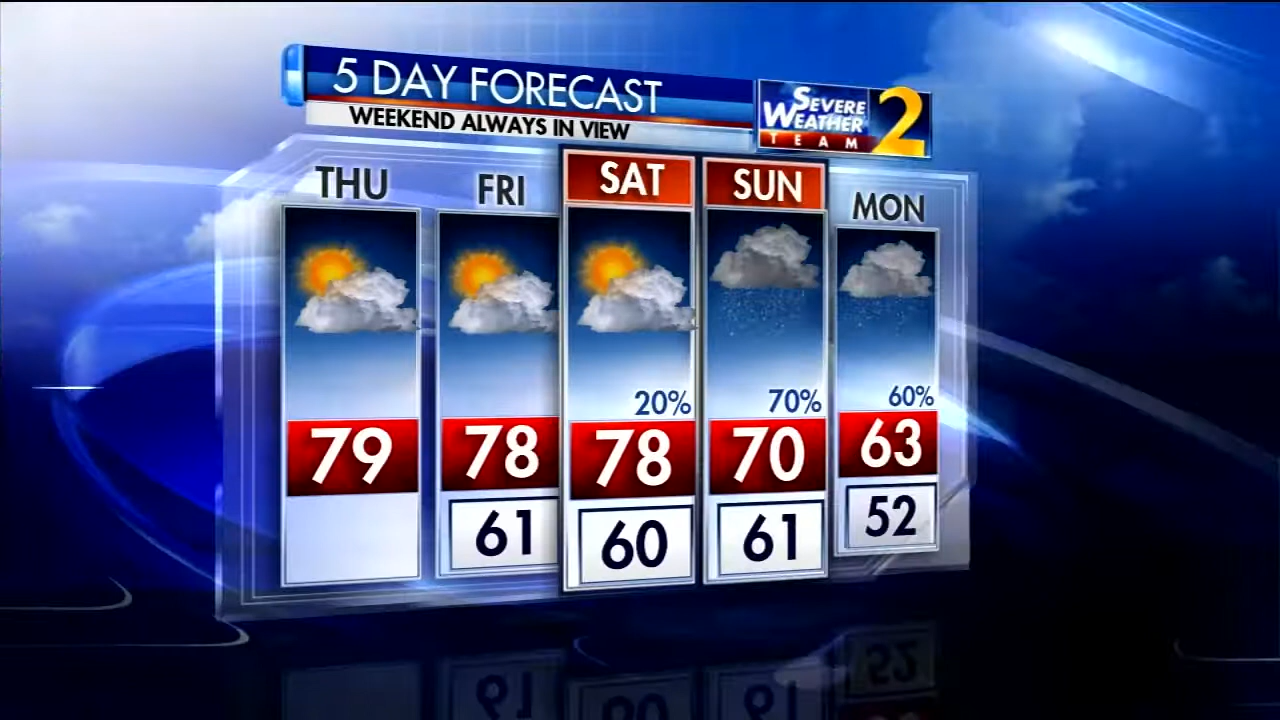 5 DAY FORECAST
WEEKEND ALWAYS IN VIEW
SEVERE
WEATHER
TEAM
2
THU
FRI
SAT
SUN
MON
20%
70%
60%
79
78
78
70
63
61
60
61
52